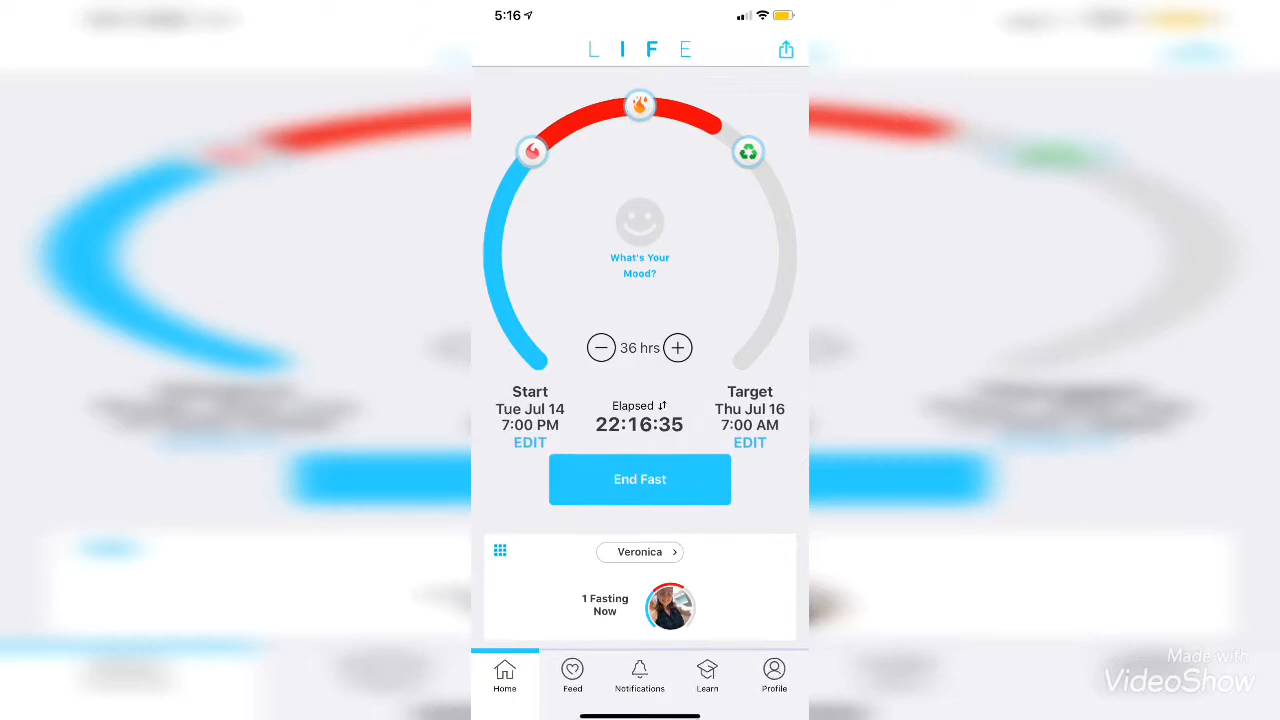 5:16
LIFE
What's Your
Mood?
36 hrs
Start
Tue Jul 14
7:00 PM
EDIT
Elapsed
22:16:35
Target
Thu Jul 16
7:00 AM
EDIT
End Fast
Veronica
1 Fasting
Now
Home
Feed
Notifications
Learn
Profile
Made with
VideoShow